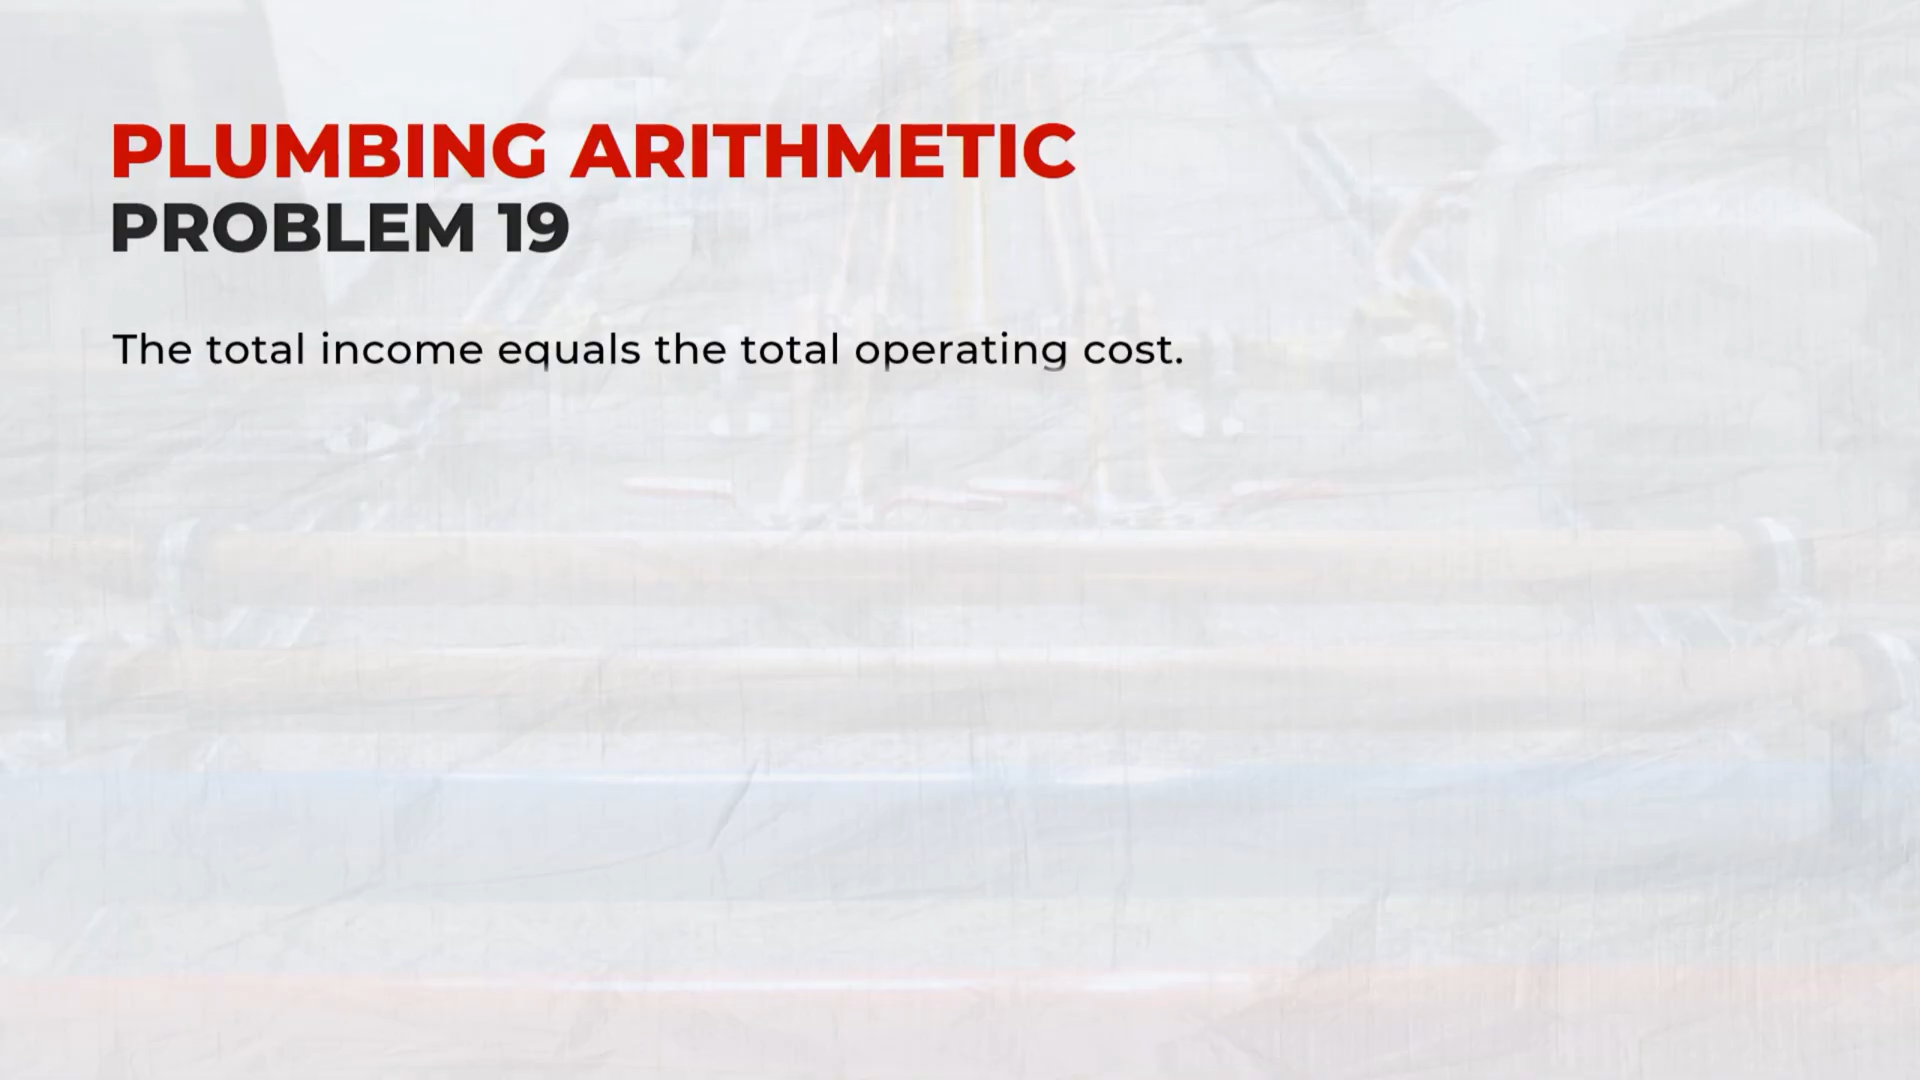 PLUMBING ARITHMETIC
PROBLEM 19
The total income equals the total operating cost.